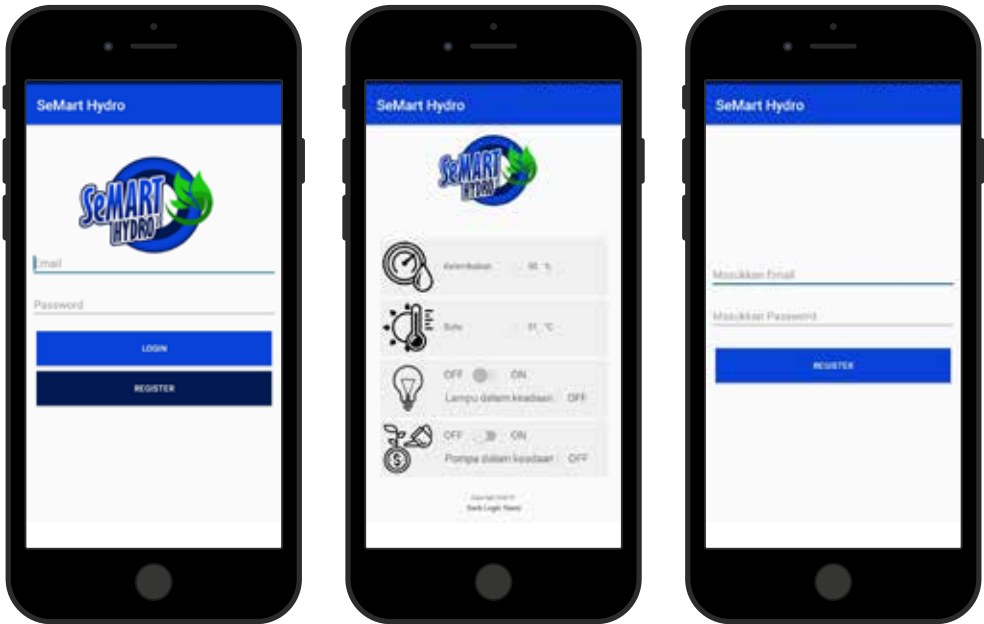 SeMart Hydro
SeMART
HYDRO
Email
Password
LOGIN
REGISTER
SeMart Hydro
SeMART
HYDRO
Kelembaban
%
Suhu
°C
OFF ON
Lampu dalam keadaan : OFF
OFF ON
Pompa dalam keadaan : OFF
SeMart Hydro
Masukkan Email
Masukkan Password
REGISTER